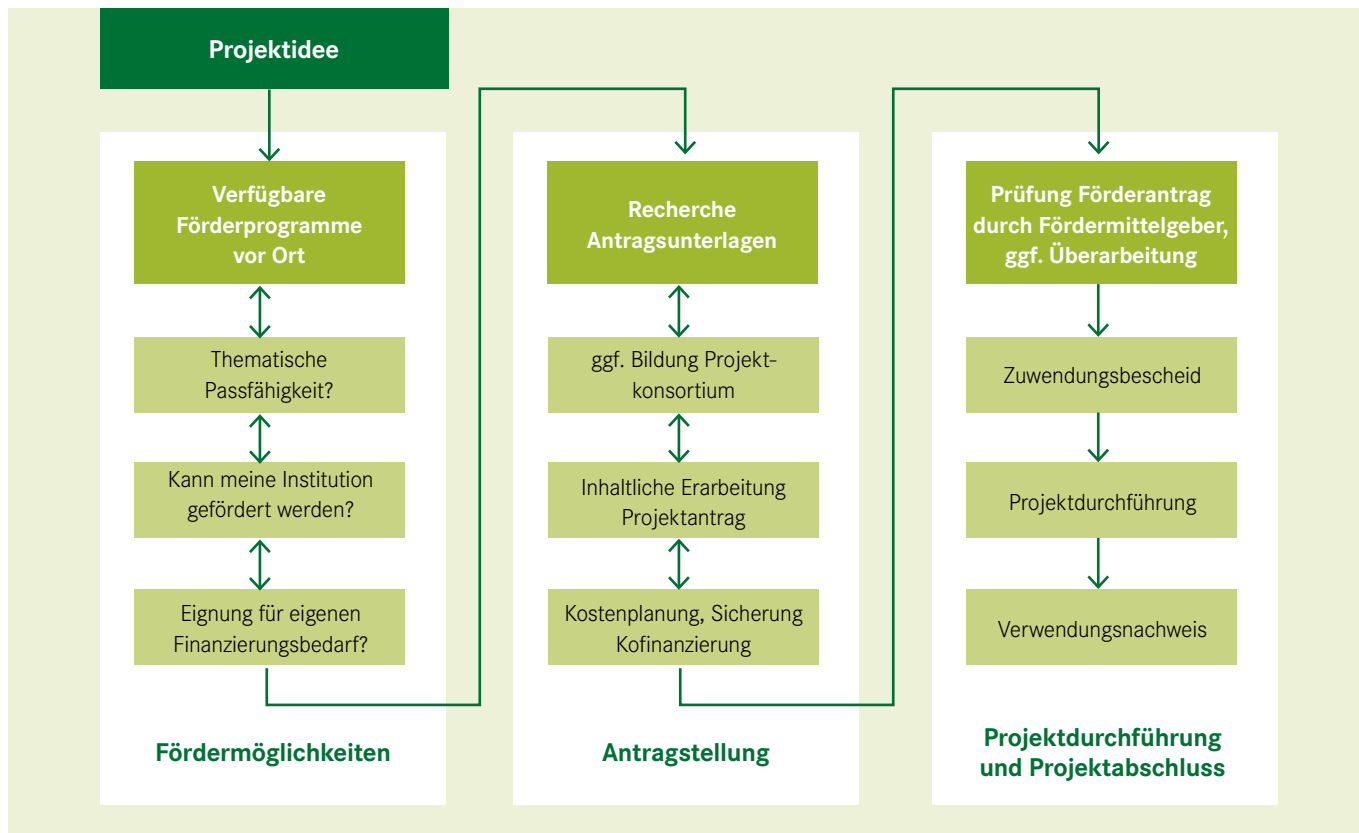 Projektidee
Verfügbare
Förderprogramme
vor Ort
Thematische
Passfähigkeit?
Kann meine Institution
gefördert werden?
Eignung für eigenen
Finanzierungsbedarf?
Fördermöglichkeiten
Recherche
Antragsunterlagen
ggf. Bildung Projekt-
konsortium
Inhaltliche Erarbeitung
Projektantrag
Kostenplanung, Sicherung
Kofinanzierung
Antragstellung
Prüfung Förderantrag
durch Fördermittelgeber,
ggf. Überarbeitung
Zuwendungsbescheid
Projektdurchführung
Verwendungsnachweis
Projektdurchführung
und Projektabschluss